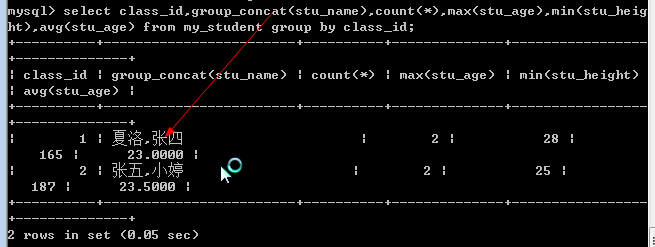 mysql> select class_id,group_concat(stu_name),count(*),max(stu_age),min(stu_heig
ht),avg(stu_age) from my_student group by class_id;
+----------+------------------------+----------+--------------+-----------------
+--------------+
| class_id | group_concat(stu_name) | count(*) | max(stu_age) | min(stu_height)
| avg(stu_age) |
+----------+------------------------+----------+--------------+-----------------
+--------------+
| 1 | 夏洛,张四 | 2 | 28 |
165 | 23.0000 |
| 2 | 张五,小婷 | 2 | 25 |
187 | 23.5000 |
+----------+------------------------+----------+--------------+-----------------
+--------------+
2 rows in set (0.05 sec)